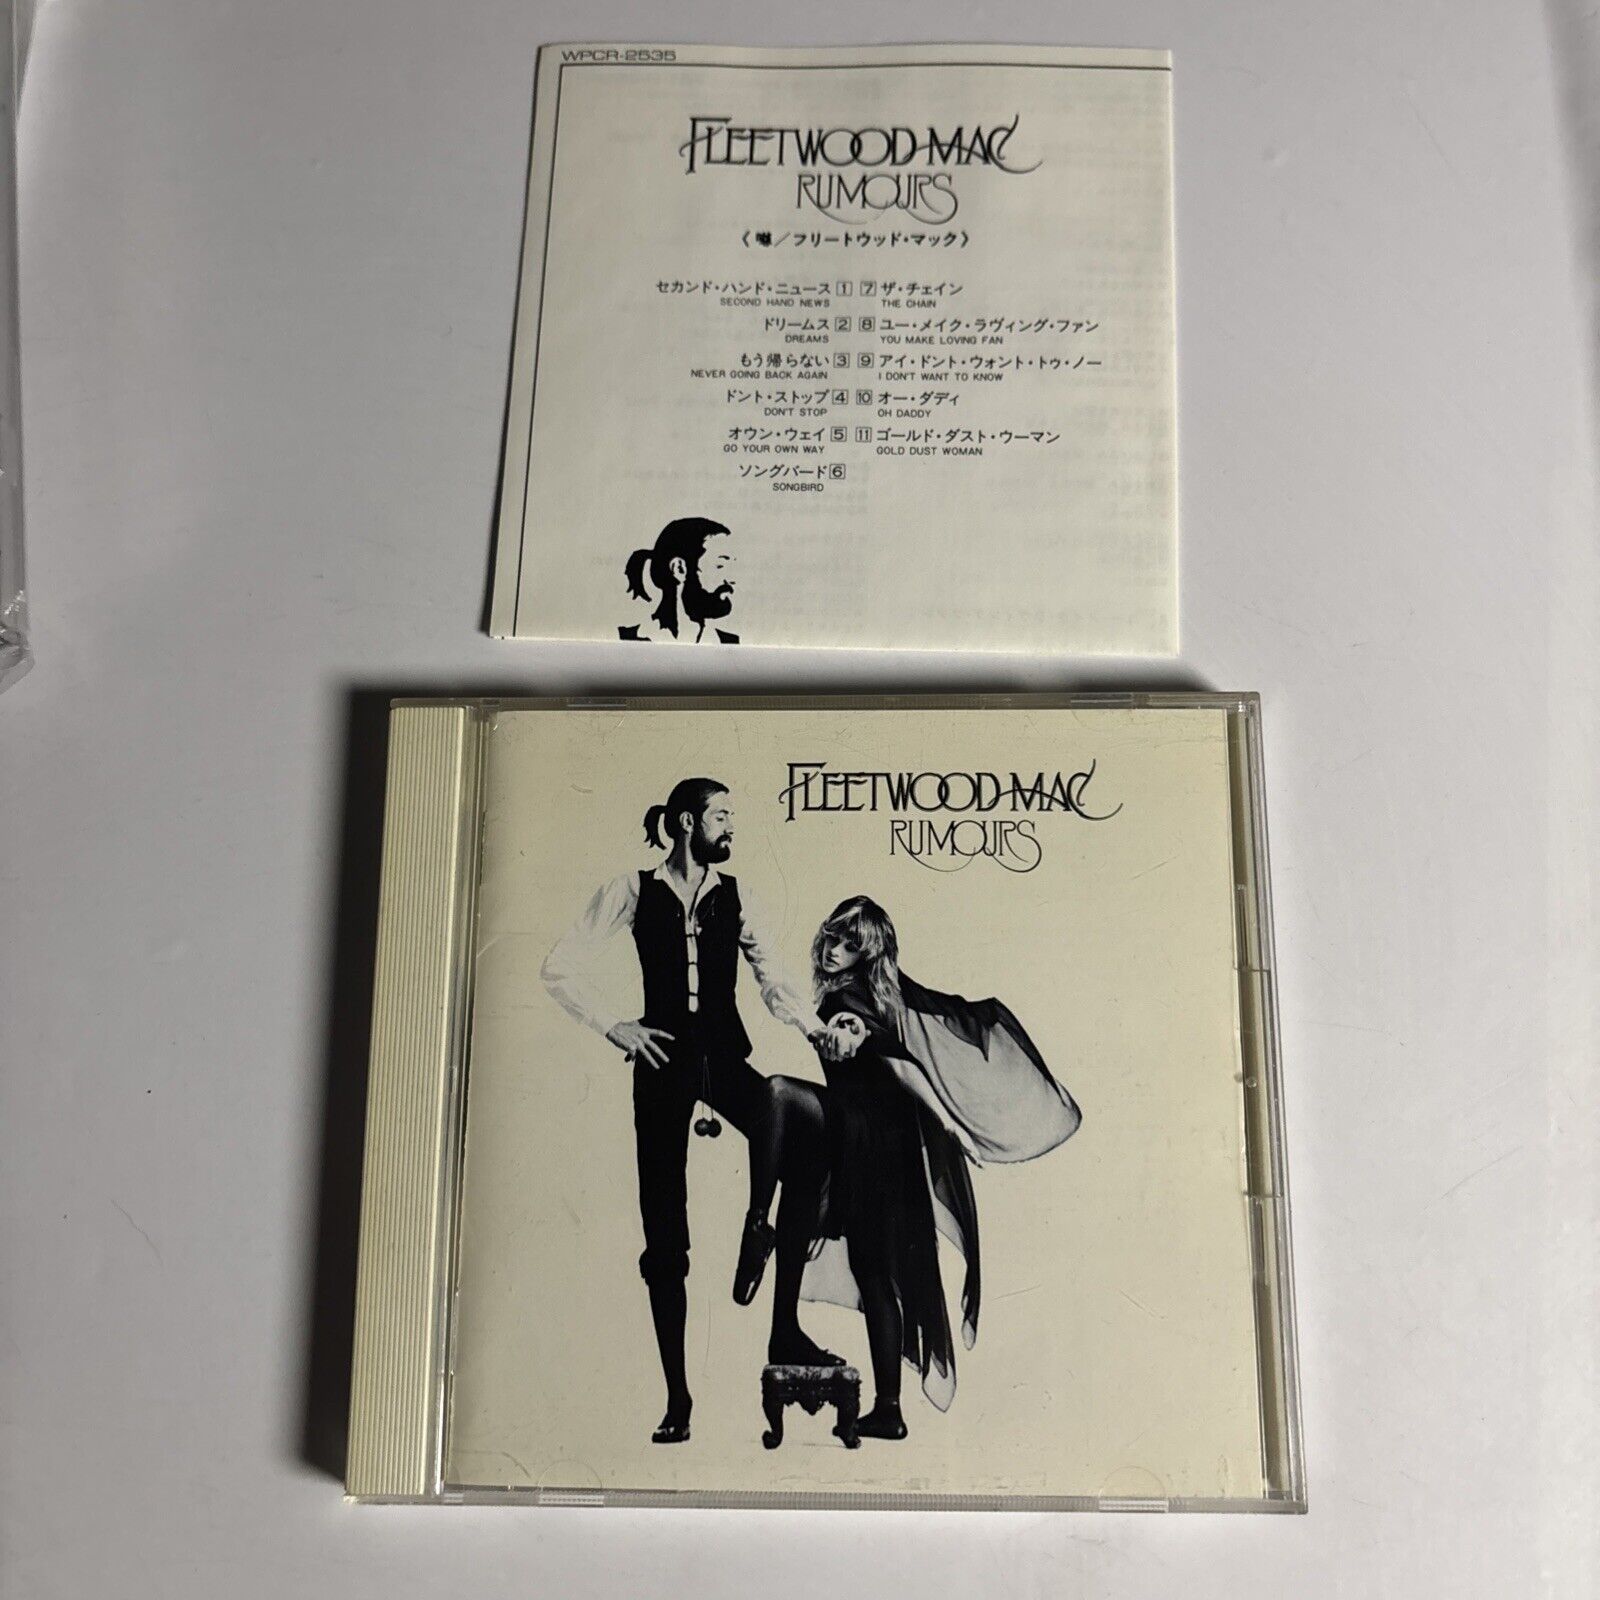 WPCR-2535
FLEETWOOD MAC
RUMOURS
《噂／フリートウッド・マック》
セカンド・ハンド・ニュース 1
SECOND HAND NEWS
ドリームス 2
DREAMS
もう帰らない 3
NEVER GOING BACK AGAIN
ドント・ストップ 4
DON'T STOP
オウン・ウェイ 5
GO YOUR OWN WAY
ソングバード 6
SONGBIRD
7 ザ・チェイン
THE CHAIN
8 ユー・メイク・ラヴィング・ファン
YOU MAKE LOVING FAN
9 アイ・ドント・ウォント・トゥ・ノー
I DON'T WANT TO KNOW
10 オー・ダディ
OH DADDY
11 ゴールド・ダスト・ウーマン
GOLD DUST WOMAN
FLEETWOOD MAC
RUMOURS